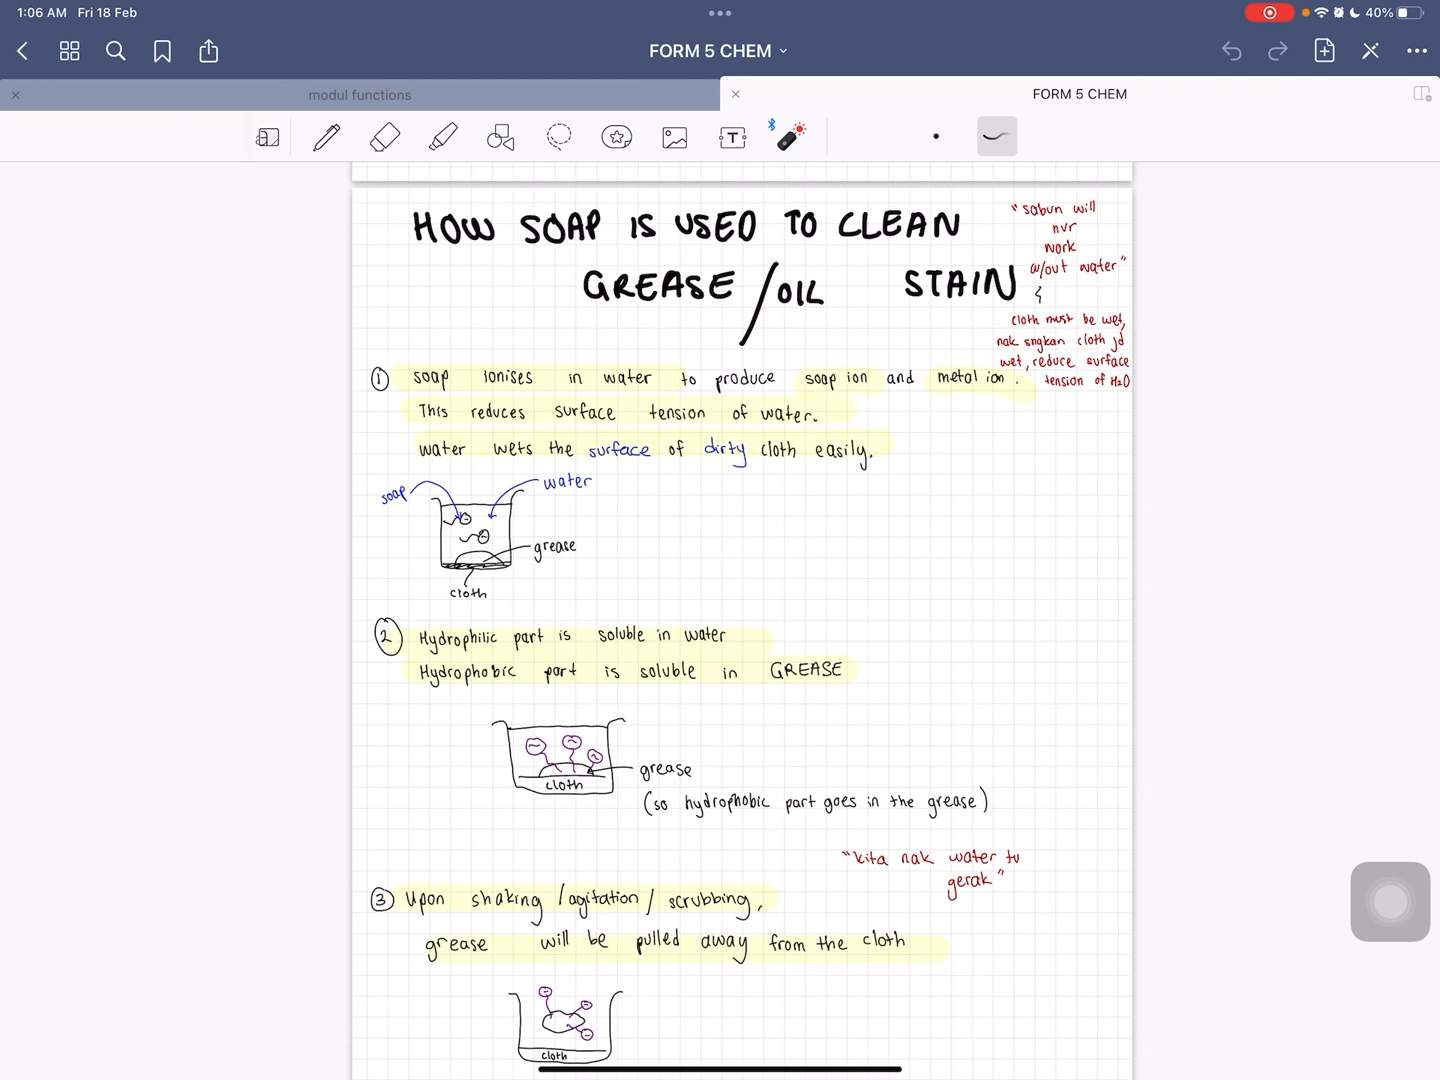 1:06 AM Fri 18 Feb
40%
FORM 5 CHEM
modul functions
FORM 5 CHEM
T
HOW SOAP IS USED TO CLEAN
GREASE / OIL STAIN
"sabun will
nvr
work
w/out water"
cloth must be wet,
nak sngkan cloth jd
wet, reduce surface
tension of H2O
① soap ionises in water to produce soap ion and metal ion.
This reduces surface tension of water.
water wets the surface of dirty cloth easily.
soap
water
grease
cloth
② Hydrophilic part is soluble in water
Hydrophobic part is soluble in GREASE
grease
cloth
(so hydrophobic part goes in the grease)
"kita nak water tu
gerak"
③ Upon shaking / agitation / scrubbing,
grease will be pulled away from the cloth
cloth